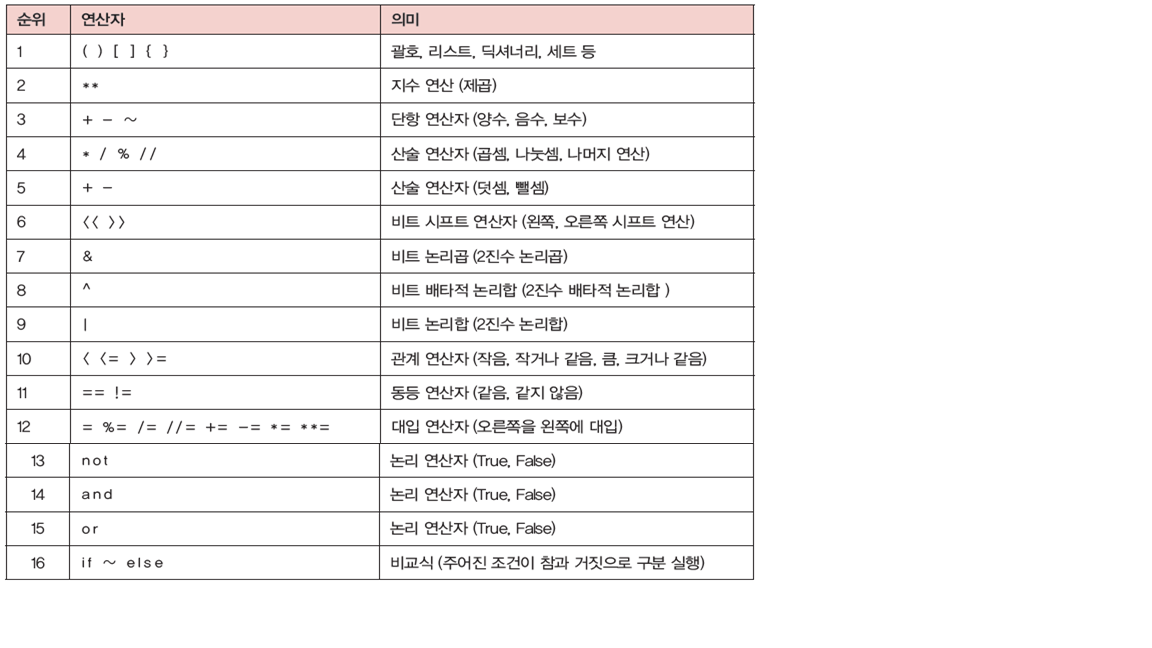 순위 연산자 의미
1 ( ) [ ] { } 괄호, 리스트, 딕셔너리, 세트 등
2 ** 지수 연산 (제곱)
3 + - ~ 단항 연산자 (양수, 음수, 보수)
4 * / % // 산술 연산자 (곱셈, 나눗셈, 나머지 연산)
5 + - 산술 연산자 (덧셈, 뺄셈)
6 << >> 비트 시프트 연산자 (왼쪽, 오른쪽 시프트 연산)
7 & 비트 논리곱 (2진수 논리곱)
8 ^ 비트 배타적 논리합 (2진수 배타적 논리합 )
9 | 비트 논리합 (2진수 논리합)
10 < <= > >= 관계 연산자 (작음, 작거나 같음, 큼, 크거나 같음)
11 == != 동등 연산자 (같음, 같지 않음)
12 = %= /= //= += -= *= **= 대입 연산자 (오른쪽을 왼쪽에 대입)
13 not 논리 연산자 (True, False)
14 and 논리 연산자 (True, False)
15 or 논리 연산자 (True, False)
16 if ~ else 비교식 (주어진 조건이 참과 거짓으로 구분 실행)